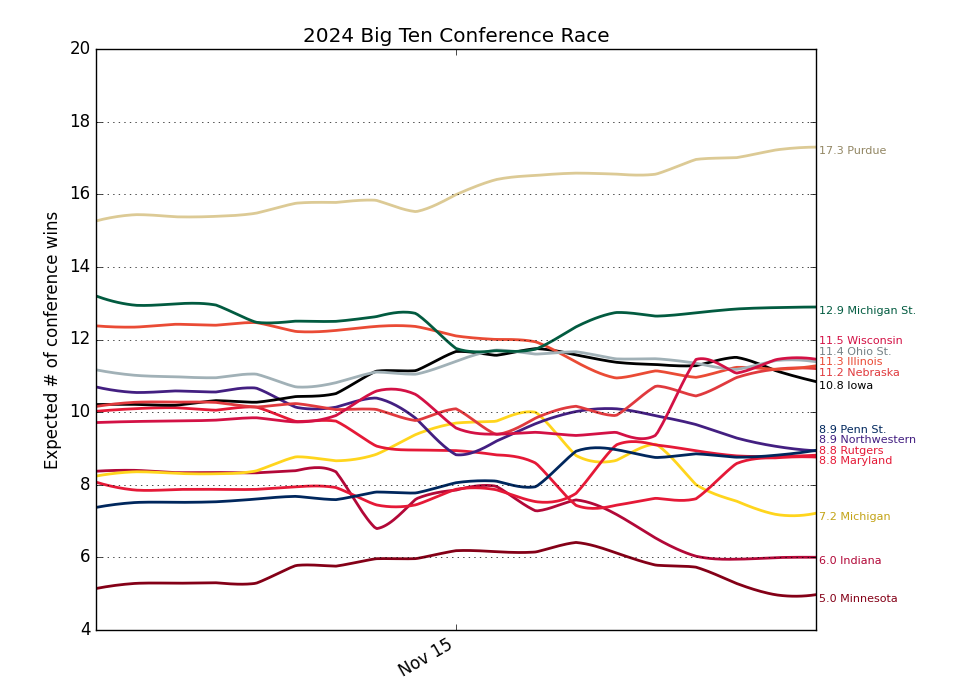 2024 Big Ten Conference Race
Expected # of conference wins
20
18
16
14
12
10
8
6
4
Nov 15
17.3 Purdue
12.9 Michigan St.
11.5 Wisconsin
11.4 Ohio St.
11.3 Illinois
11.2 Nebraska
10.8 Iowa
8.9 Penn St.
8.9 Northwestern
8.8 Rutgers
8.8 Maryland
7.2 Michigan
6.0 Indiana
5.0 Minnesota